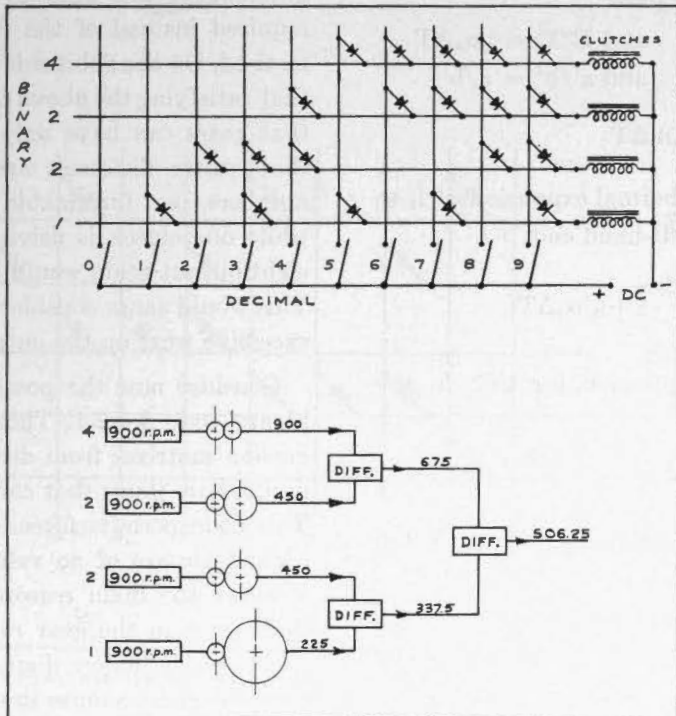 CLUTCHES
BINARY
4
2
2
1
0 1 2 3 4 5 6 7 8 9
DECIMAL
+ DC -
4 900 r.p.m. 900
DIFF. 675
2 900 r.p.m. 450
DIFF. 506.25
2 900 r.p.m. 450
DIFF. 337.5
1 900 r.p.m. 225